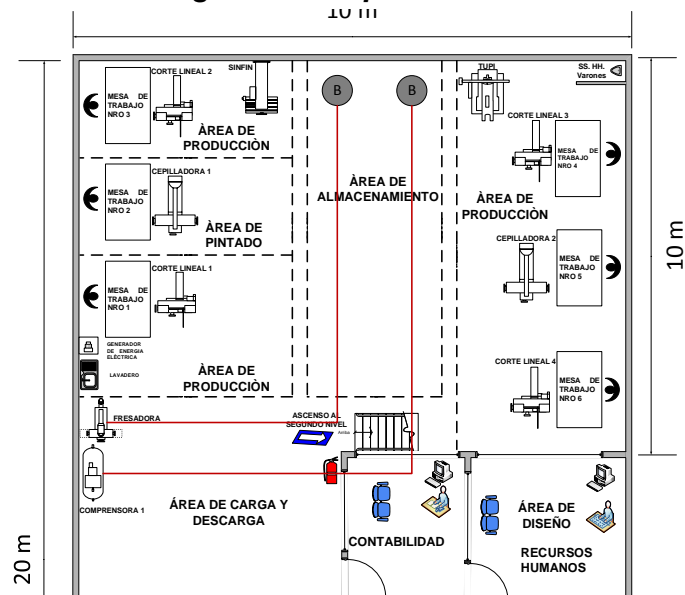 10 m
CORTE LINEAL 2
SINFIN
TUPI
SS. HH.
Varones
B
B
MESA DE
TRABAJO
NRO 3
ÀREA DE
PRODUCCIÒN
CORTE LINEAL 3
MESA DE
TRABAJO
NRO 4
CEPILLADORA 1
MESA DE
TRABAJO
NRO 2
ÀREA DE
PINTADO
ÀREA DE
ALMACENAMIENTO
ÀREA DE
PRODUCCIÒN
10 m
CEPILLADORA 2
MESA DE
TRABAJO
NRO 5
CORTE LINEAL 1
MESA DE
TRABAJO
NRO 1
GENERADOR
DE ENERGIA
ELÉCTRICA
LAVADERO
ÀREA DE
PRODUCCIÒN
CORTE LINEAL 4
MESA DE
TRABAJO
NRO 6
FRESADORA
ASCENSO AL
SEGUNDO NIVEL
COMPRENSORA 1
ÁREA DE CARGA Y
DESCARGA
CONTABILIDAD
ÁREA DE
DISEÑO
RECURSOS
HUMANOS
20 m